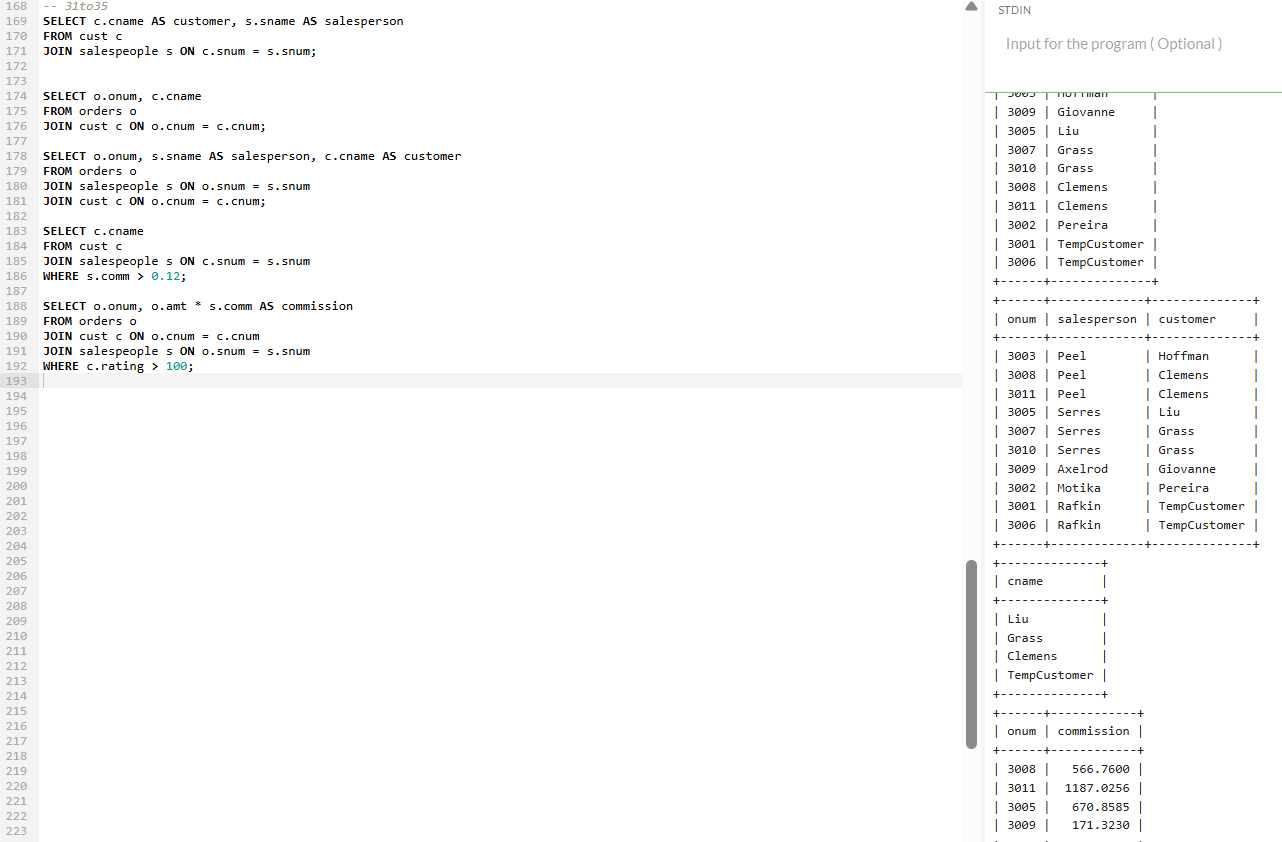 168 -- 31to35
169 SELECT c.cname AS customer, s.sname AS salesperson
170 FROM cust c
171 JOIN salespeople s ON c.snum = s.snum;
172
173
174 SELECT o.onum, c.cname
175 FROM orders o
176 JOIN cust c ON o.cnum = c.cnum;
177
178 SELECT o.onum, s.sname AS salesperson, c.cname AS customer
179 FROM orders o
180 JOIN salespeople s ON o.snum = s.snum
181 JOIN cust c ON o.cnum = c.cnum;
182
183 SELECT c.cname
184 FROM cust c
185 JOIN salespeople s ON c.snum = s.snum
186 WHERE s.comm > 0.12;
187
188 SELECT o.onum, o.amt * s.comm AS commission
189 FROM orders o
190 JOIN cust c ON o.cnum = c.cnum
191 JOIN salespeople s ON o.snum = s.snum
192 WHERE c.rating > 100;
193
194
195
196
197
198
199
200
201
202
203
204
205
206
207
208
209
210
211
212
213
214
215
216
217
218
219
220
221
222
223
STDIN
Input for the program ( Optional )
| 3003 | Hoffman      |
| 3009 | Giovanne     |
| 3005 | Liu          |
| 3007 | Grass        |
| 3010 | Grass        |
| 3008 | Clemens      |
| 3011 | Clemens      |
| 3002 | Pereira      |
| 3001 | TempCustomer |
| 3006 | TempCustomer |
+------+--------------+
+------+-------------+--------------+
| onum | salesperson | customer     |
+------+-------------+--------------+
| 3003 | Peel        | Hoffman      |
| 3008 | Peel        | Clemens      |
| 3011 | Peel        | Clemens      |
| 3005 | Serres      | Liu          |
| 3007 | Serres      | Grass        |
| 3010 | Serres      | Grass        |
| 3009 | Axelrod     | Giovanne     |
| 3002 | Motika      | Pereira      |
| 3001 | Rafkin      | TempCustomer |
| 3006 | Rafkin      | TempCustomer |
+------+-------------+--------------+
+--------------+
| cname        |
+--------------+
| Liu          |
| Grass        |
| Clemens      |
| TempCustomer |
+--------------+
+------+------------+
| onum | commission |
+------+------------+
| 3008 |   566.7600 |
| 3011 |  1187.0256 |
| 3005 |   670.8585 |
| 3009 |   171.3230 |